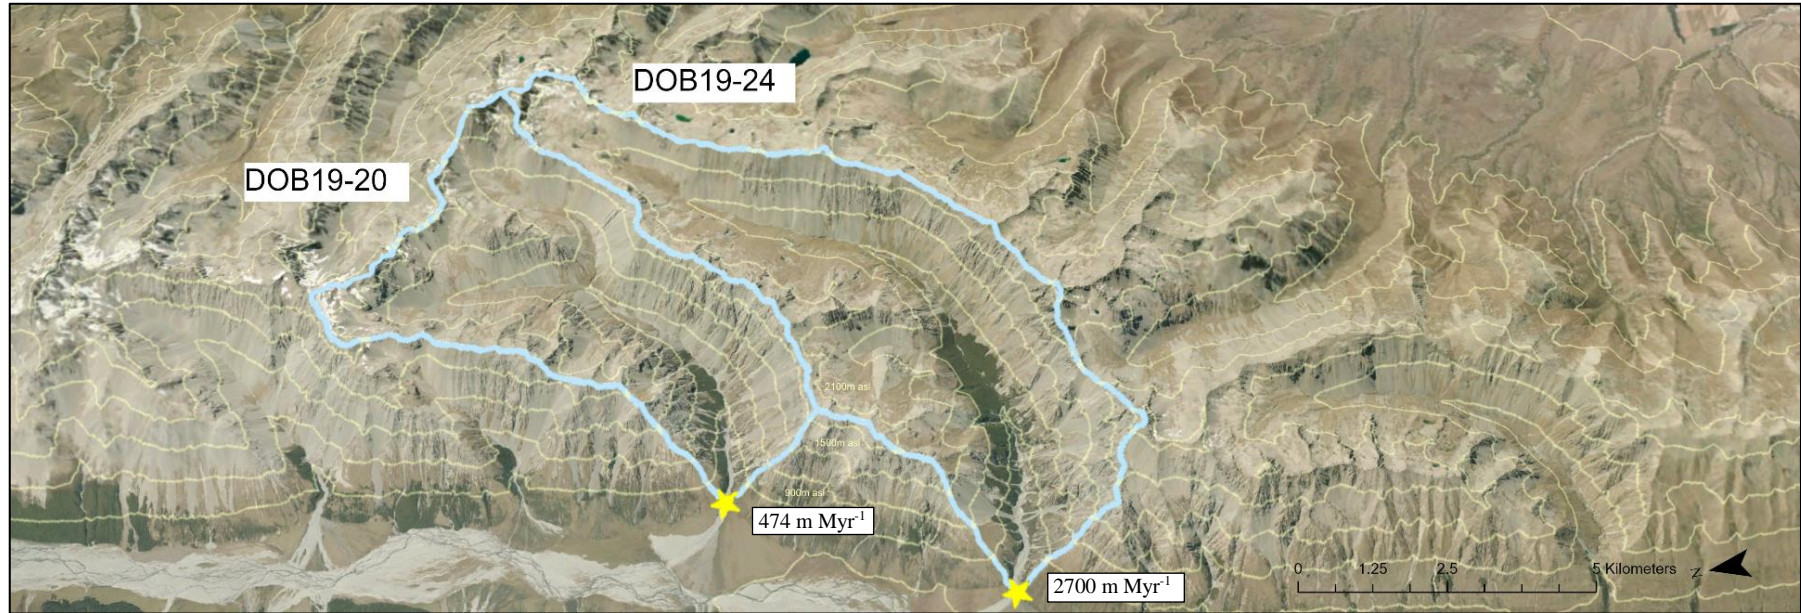 DOB19-24
DOB19-20
2100m asl
1500m asl
900m asl
474 m Myr-1
2700 m Myr-1
0 1.25 2.5 5 Kilometers
N